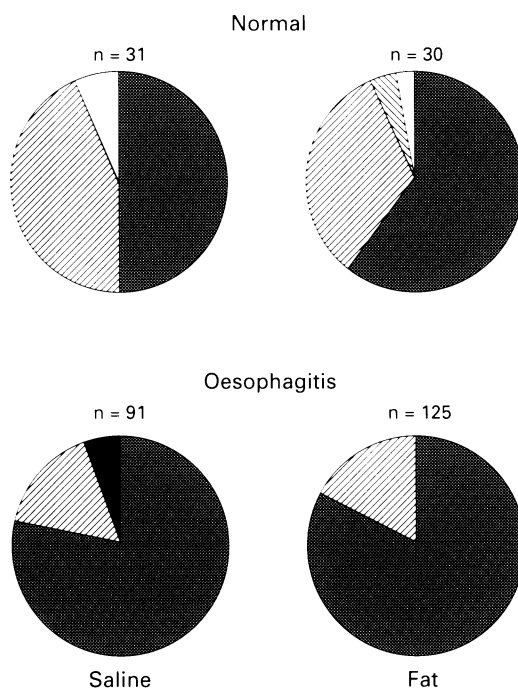 Normal
n = 31
n = 30
Oesophagitis
n = 91
n = 125
Saline
Fat